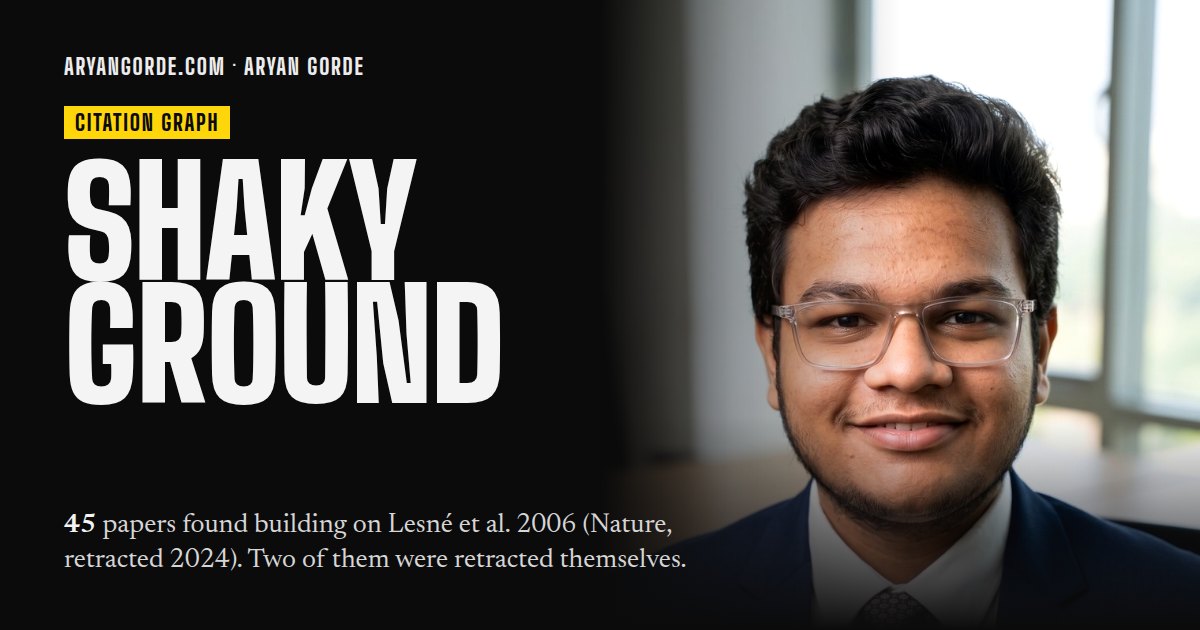 ARYANGORDE.COM · ARYAN GORDE
CITATION GRAPH
SHAKY
GROUND
45 papers found building on Lesné et al. 2006 (Nature,
retracted 2024). Two of them were retracted themselves.